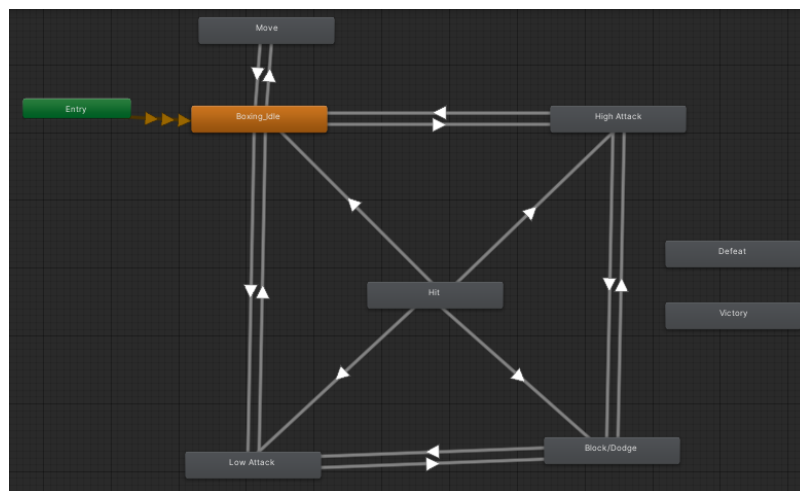 Move
Entry
Boxing_Idle
High Attack
Defeat
Hit
Victory
Low Attack
Block/Dodge